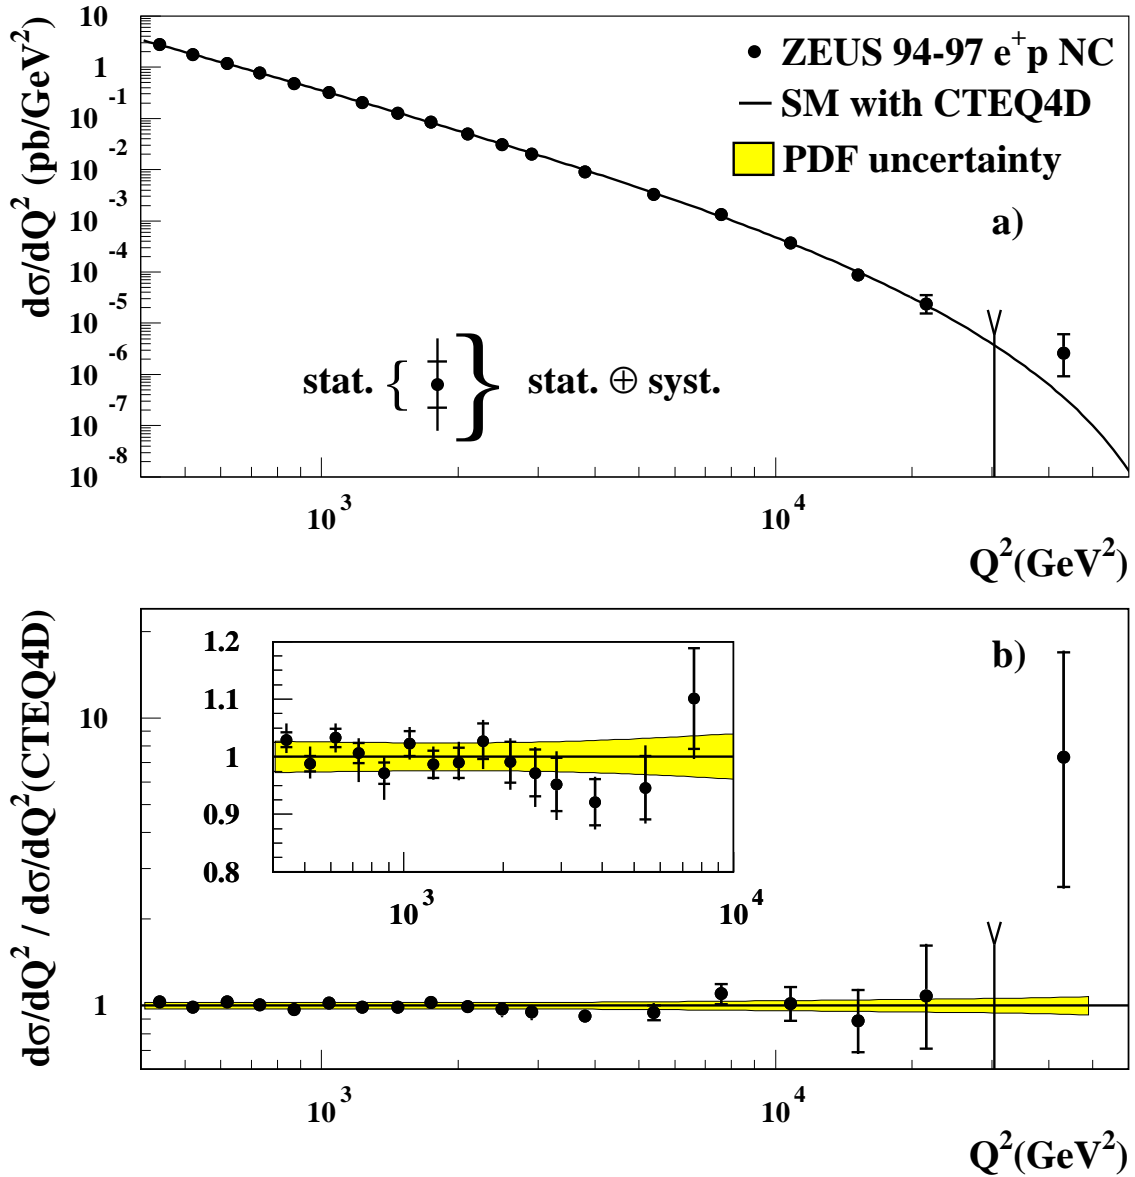 dσ/dQ² (pb/GeV²)
10
1
10⁻¹
10⁻²
10⁻³
10⁻⁴
10⁻⁵
10⁻⁶
10⁻⁷
10⁻⁸
ZEUS 94-97 e⁺p NC
SM with CTEQ4D
PDF uncertainty
a)
stat. { } stat. ⊕ syst.
10³ 10⁴
Q²(GeV²)
dσ/dQ² / dσ/dQ²(CTEQ4D)
10
1
b)
1.2
1.1
1
0.9
0.8
10³ 10⁴
10³ 10⁴
Q²(GeV²)